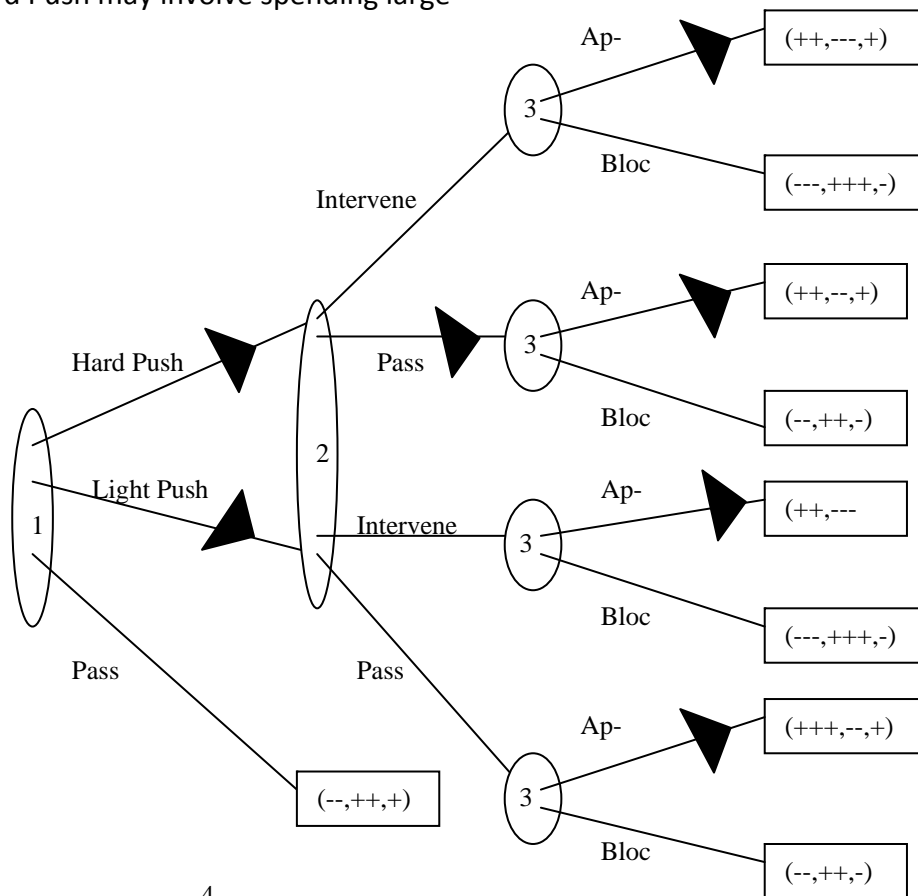 d Push may involve spending large
Ap-
(++,---,+)
3
Bloc
(---,+++,-)
Intervene
Ap-
(++,--,+)
Hard Push
Pass
3
Bloc
(--,++,-)
2
Light Push
Ap-
(++,---
1
Intervene
3
Bloc
(---,+++,-)
Pass
Pass
Ap-
(+++,--,+)
(--,++,+)
3
Bloc
(--,++,-)
4